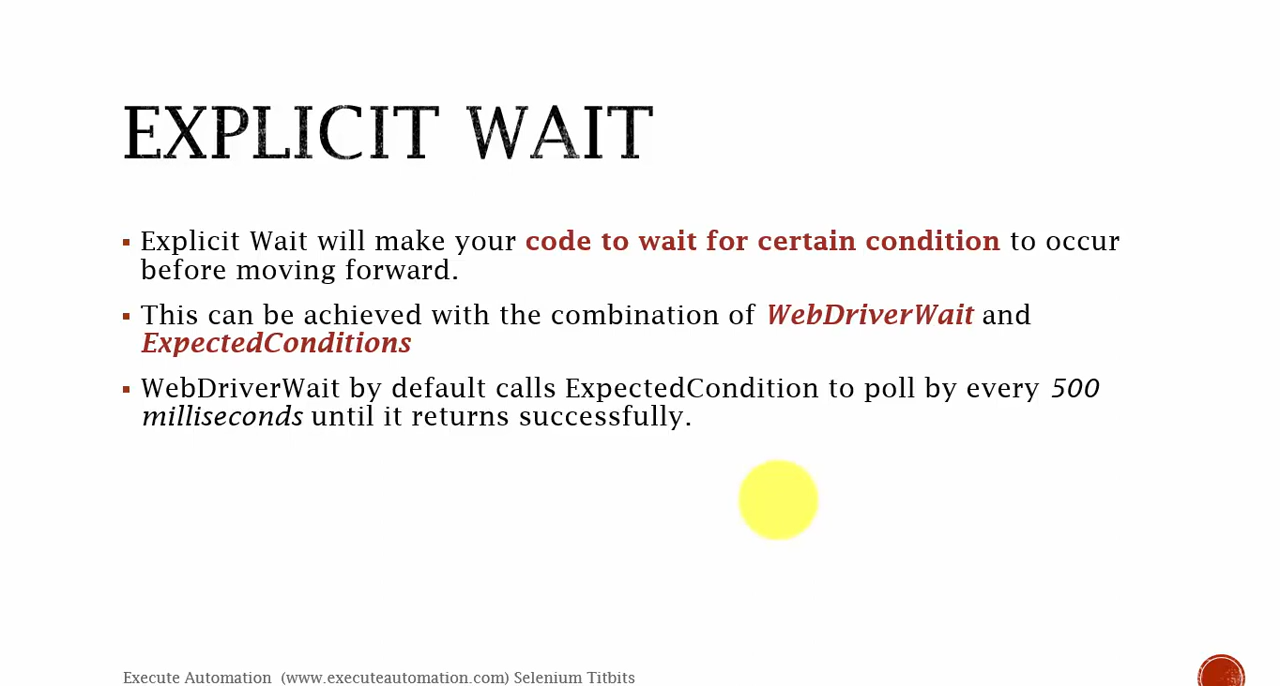 EXPLICIT WAIT
▪ Explicit Wait will make your code to wait for certain condition to occur
before moving forward.
▪ This can be achieved with the combination of WebDriverWait and
ExpectedConditions
▪ WebDriverWait by default calls ExpectedCondition to poll by every 500
milliseconds until it returns successfully.
Execute Automation (www.executeautomation.com) Selenium Titbits